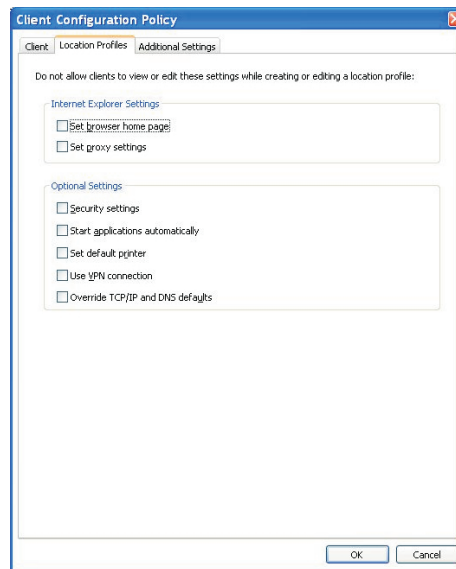 Client Configuration Policy
Client Location Profiles Additional Settings
Do not allow clients to view or edit these settings while creating or editing a location profile:
Internet Explorer Settings
Set browser home page
Set proxy settings
Optional Settings
Security settings
Start applications automatically
Set default printer
Use VPN connection
Override TCP/IP and DNS defaults
OK Cancel